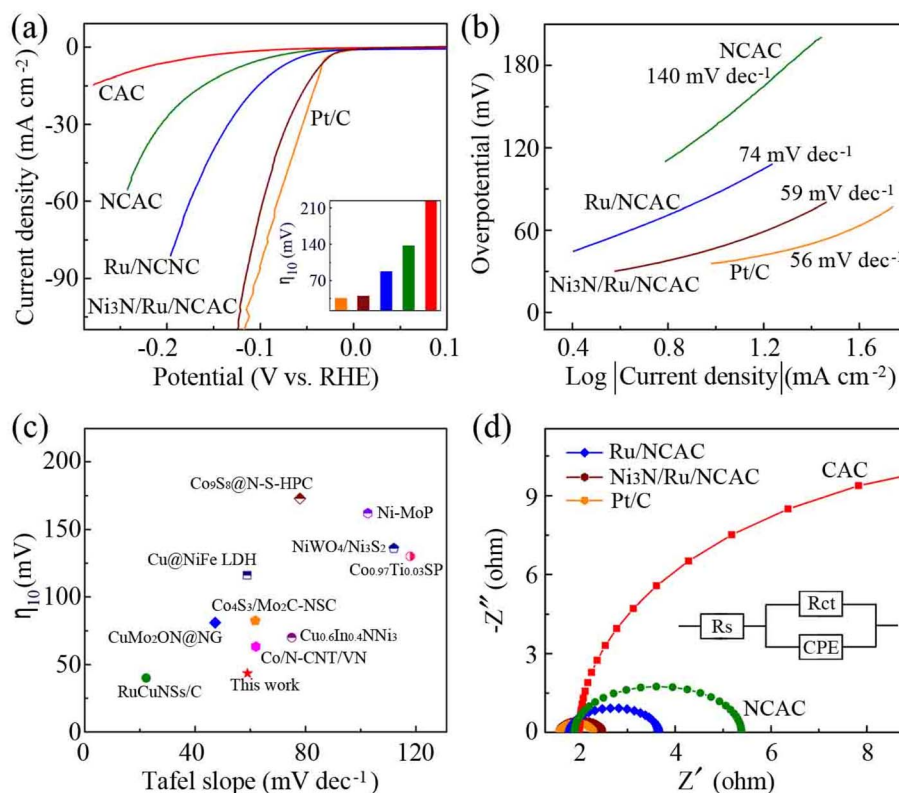 (a)
0
-30
-60
-90
Current density (mA cm⁻²)
CAC
NCAC
Ru/NCNC
Ni₃N/Ru/NCAC
Pt/C
210
140
70
η₁₀ (mV)
-0.2
-0.1
0.0
0.1
Potential (V vs. RHE)
(b)
180
120
60
0
Overpotential (mV)
NCAC
140 mV dec⁻¹
74 mV dec⁻¹
Ru/NCAC
59 mV dec⁻¹
Ni₃N/Ru/NCAC
Pt/C
56 mV dec⁻¹
0.4
0.8
1.2
1.6
Log |Current density| (mA cm⁻²)
(c)
200
150
100
50
0
η₁₀ (mV)
Co₉S₈@N-S-HPC
Ni-MoP
NiWO₄/Ni₃S₂
Co₀.₉₇Ti₀.₀₃SP
Cu@NiFe LDH
Co₄S₃/Mo₂C-NSC
CuMo₂ON@NG
Cu₀.₆In₀.₄NNi₃
Co/N-CNT/VN
RuCuNSs/C
This work
0
40
80
120
Tafel slope (mV dec⁻¹)
(d)
9
6
3
0
-Z″ (ohm)
Ru/NCAC
Ni₃N/Ru/NCAC
Pt/C
CAC
Rs
Rct
CPE
NCAC
2
4
6
8
Z′ (ohm)